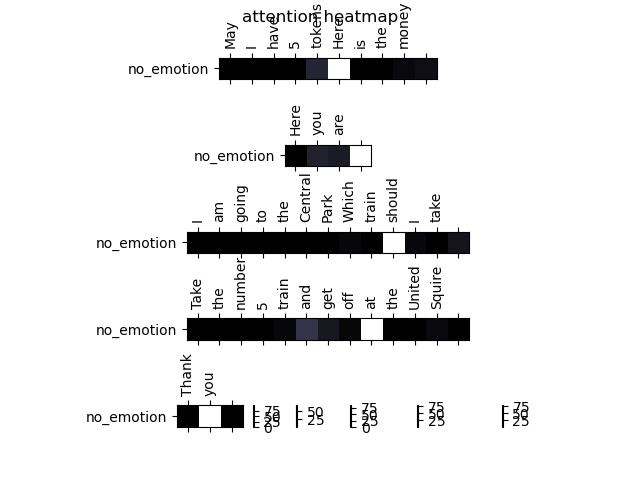 attention heatmap
May I have 5 tokens Here is the money
no_emotion
Here you are
no_emotion
I am going to the Central Park Which train should I take
no_emotion
Take the number 5 train and get off at the United Squire
no_emotion
Thank you
no_emotion
75 50 75 75 75
50 25 50 50 50
25 25 25 25
0 0